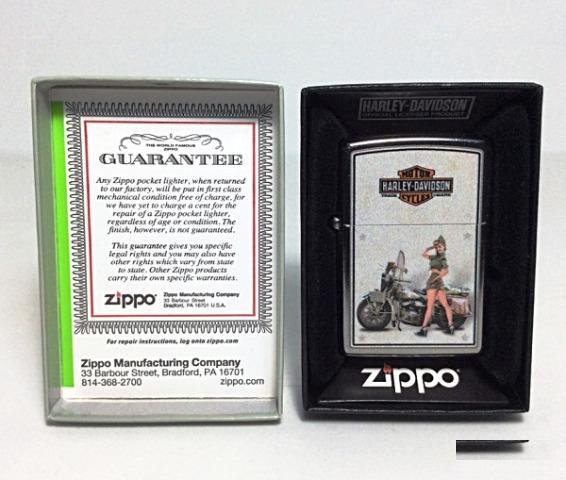 THE WORLD FAMOUS
ZIPPO
GUARANTEE
Any Zippo pocket lighter, when returned
to our factory, will be put in first class
mechanical condition free of charge, for
we have yet to charge a cent for the
repair of a Zippo pocket lighter,
regardless of age or condition. The
finish, however, is not guaranteed.
This guarantee gives you specific
legal rights and you may also have
other rights which vary from state
to state. Other Zippo products
carry their own specific warranties.
zippo
Zippo Manufacturing Company
33 Barbour Street
Bradford, PA 16701 U.S.A.
For repair instructions, log onto zippo.com
Zippo Manufacturing Company
33 Barbour Street, Bradford, PA 16701
814-368-2700 zippo.com
HARLEY-DAVIDSON
OFFICIAL LICENSED PRODUCT
MOTOR
HARLEY-DAVIDSON
CYCLES
zippo